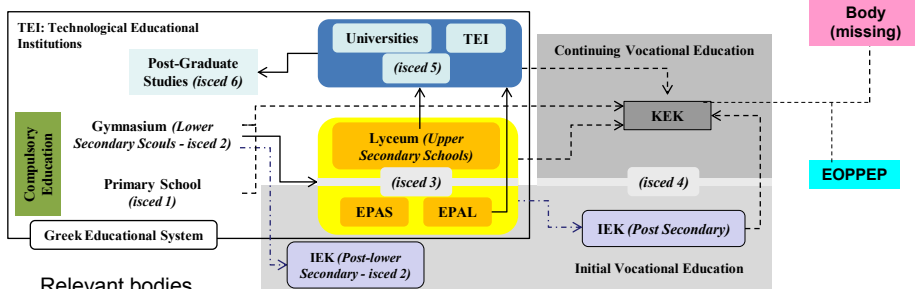 TEI: Technological Educational
Institutions
Universities
TEI
(isced 5)
Post-Graduate
Studies (isced 6)
Body
(missing)
Continuing Vocational Education
KEK
Compulsory
Education
Gymnasium (Lower
Secondary Scouls - isced 2)
Lyceum (Upper
Secondary Schools)
Primary School
(isced 1)
(isced 3)
(isced 4)
EOPPEP
EPAS
EPAL
IEK (Post Secondary)
Greek Educational System
IEK (Post-lower
Secondary - isced 2)
Initial Vocational Education
Relevant bodies